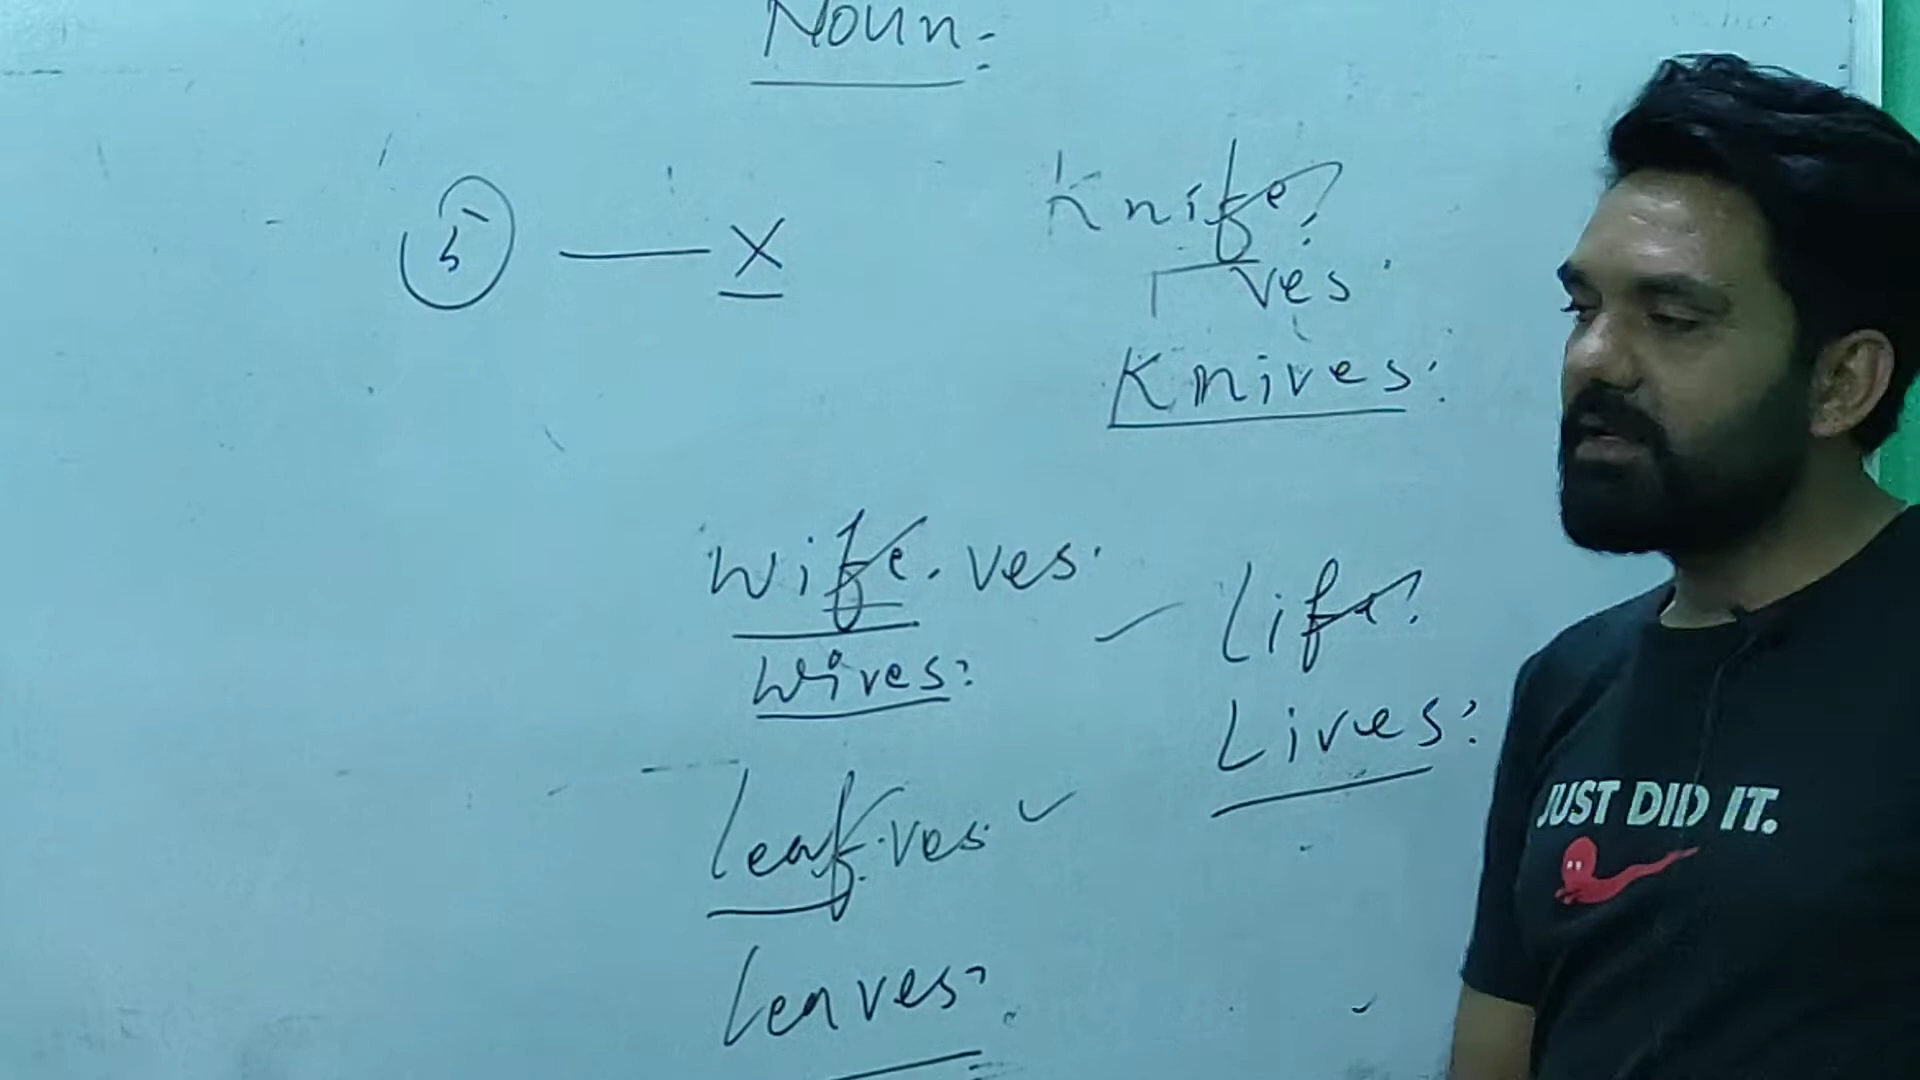 Noun:
5 — X
Knife
ves
Knives:
Wife. ves.
Wives:
Life
Lives:
leaf. ves
leaves:
JUST DID IT.